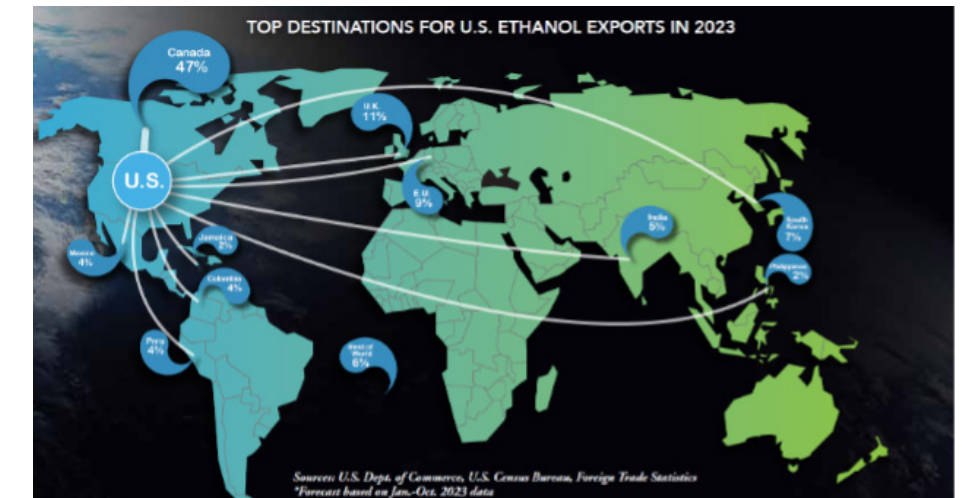 TOP DESTINATIONS FOR U.S. ETHANOL EXPORTS IN 2023
Canada
47%
U.K.
11%
U.S.
E.U.
9%
India
5%
South
Korea
7%
Mexico
4%
Jamaica
2%
Philippines
2%
Colombia
4%
Peru
4%
Rest of
World
6%
Sources: U.S. Dept. of Commerce, U.S. Census Bureau, Foreign Trade Statistics
*Forecast based on Jan.-Oct. 2023 data